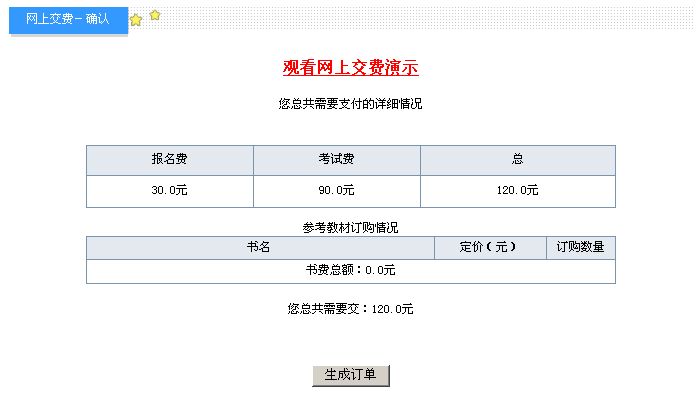 网上交费－确认
观看网上交费演示
您总共需要支付的详细情况
报名费 考试费 总
30.0元 90.0元 120.0元
参考教材订购情况
书名 定价（元） 订购数量
书费总额：0.0元
您总共需要交：120.0元
生成订单